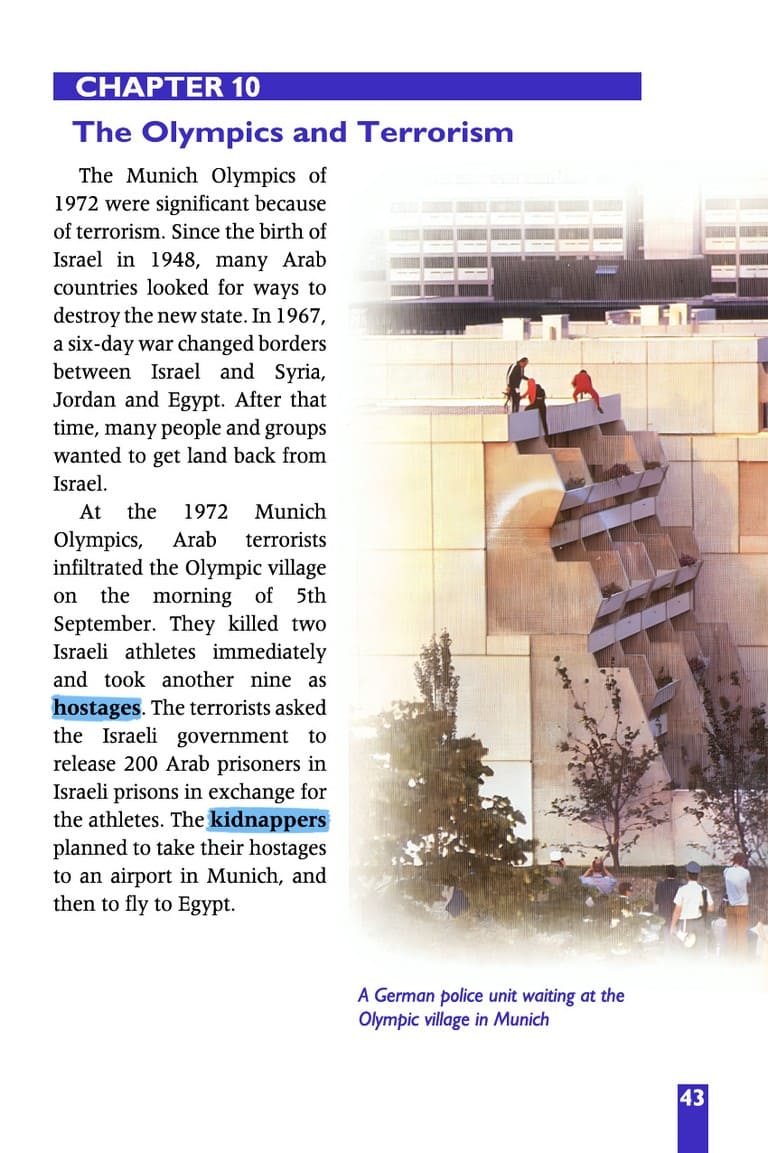 CHAPTER 10
The Olympics and Terrorism
The Munich Olympics of
1972 were significant because
of terrorism. Since the birth of
Israel in 1948, many Arab
countries looked for ways to
destroy the new state. In 1967,
a six-day war changed borders
between Israel and Syria,
Jordan and Egypt. After that
time, many people and groups
wanted to get land back from
Israel.
At the 1972 Munich
Olympics, Arab terrorists
infiltrated the Olympic village
on the morning of 5th
September. They killed two
Israeli athletes immediately
and took another nine as
hostages. The terrorists asked
the Israeli government to
release 200 Arab prisoners in
Israeli prisons in exchange for
the athletes. The kidnappers
planned to take their hostages
to an airport in Munich, and
then to fly to Egypt.
A German police unit waiting at the
Olympic village in Munich
43